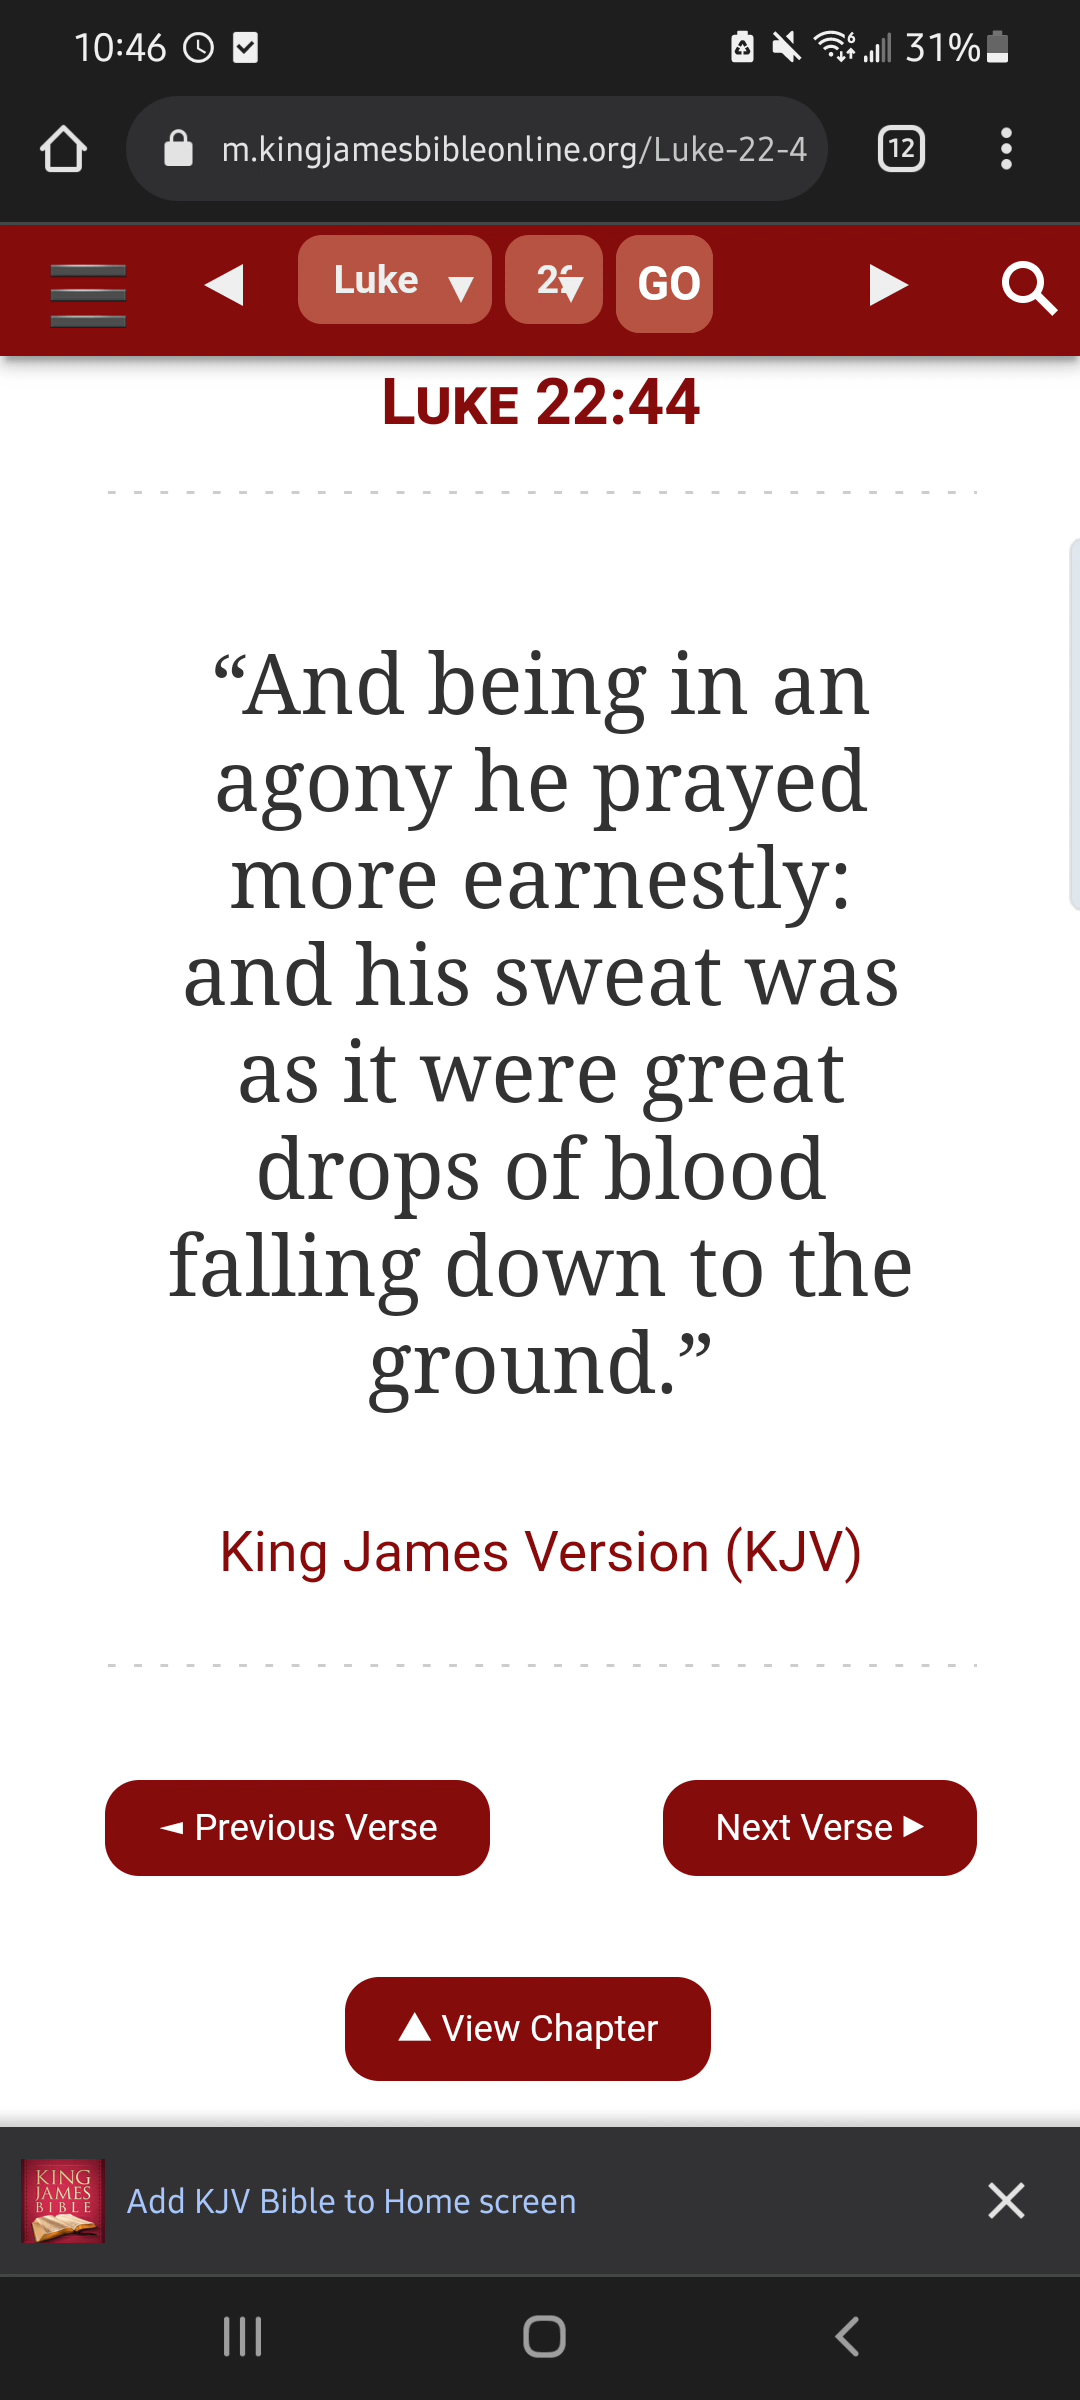 10:46
6 31%
m.kingjamesbibleonline.org/Luke-22-4
12
Luke ▼ 22 ▼ GO
LUKE 22:44
“And being in an
agony he prayed
more earnestly:
and his sweat was
as it were great
drops of blood
falling down to the
ground.”
King James Version (KJV)
◄ Previous Verse
Next Verse ►
▲ View Chapter
KING
JAMES
BIBLE
Add KJV Bible to Home screen